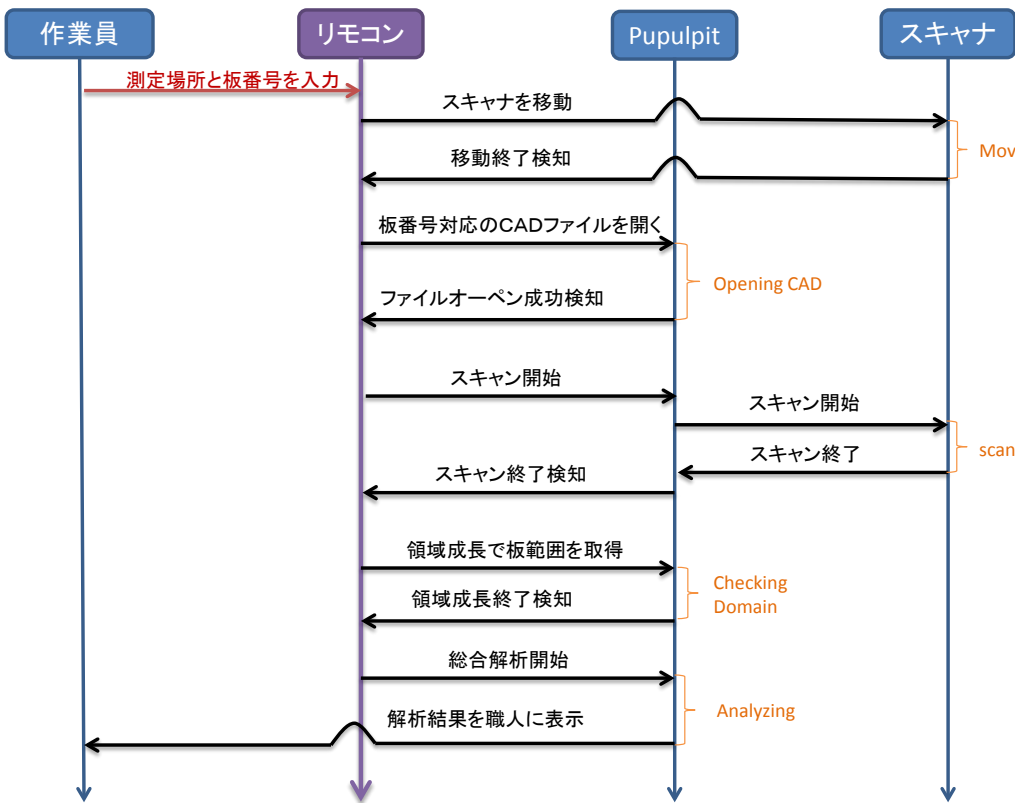 作業員
リモコン
Pupulpit
スキャナ
測定場所と板番号を入力
スキャナを移動
移動終了検知
Mov
板番号対応のCADファイルを開く
Opening CAD
ファイルオーペン成功検知
スキャン開始
スキャン開始
スキャン終了
scan
スキャン終了検知
領域成長で板範囲を取得
Checking
Domain
領域成長終了検知
総合解析開始
Analyzing
解析結果を職人に表示